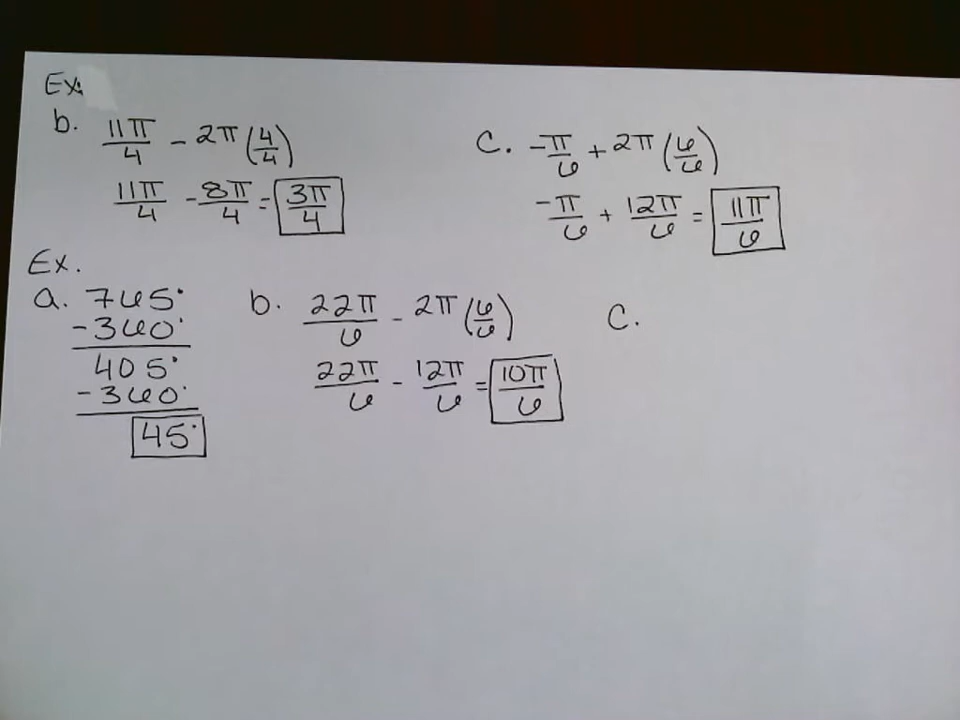 Ex.
b. 11π/4 - 2π (4/4)
11π/4 - 8π/4 = 3π/4
c. -π/6 + 2π (6/6)
-π/6 + 12π/6 = 11π/6
Ex.
a. 765°
-360°
405°
-360°
45°
b. 22π/6 - 2π (6/6)
22π/6 - 12π/6 = 10π/6
c.